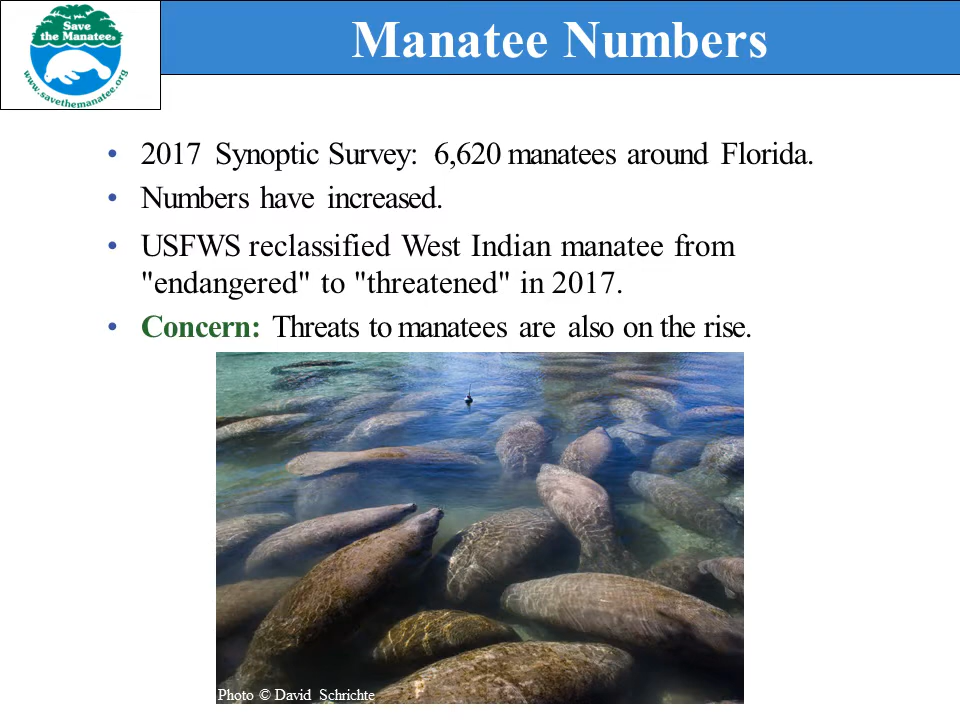 Save
the Manatee®
www.savethemanatee.org
Manatee Numbers
• 2017 Synoptic Survey: 6,620 manatees around Florida.
• Numbers have increased.
• USFWS reclassified West Indian manatee from
"endangered" to "threatened" in 2017.
• Concern: Threats to manatees are also on the rise.
Photo © David Schrichte